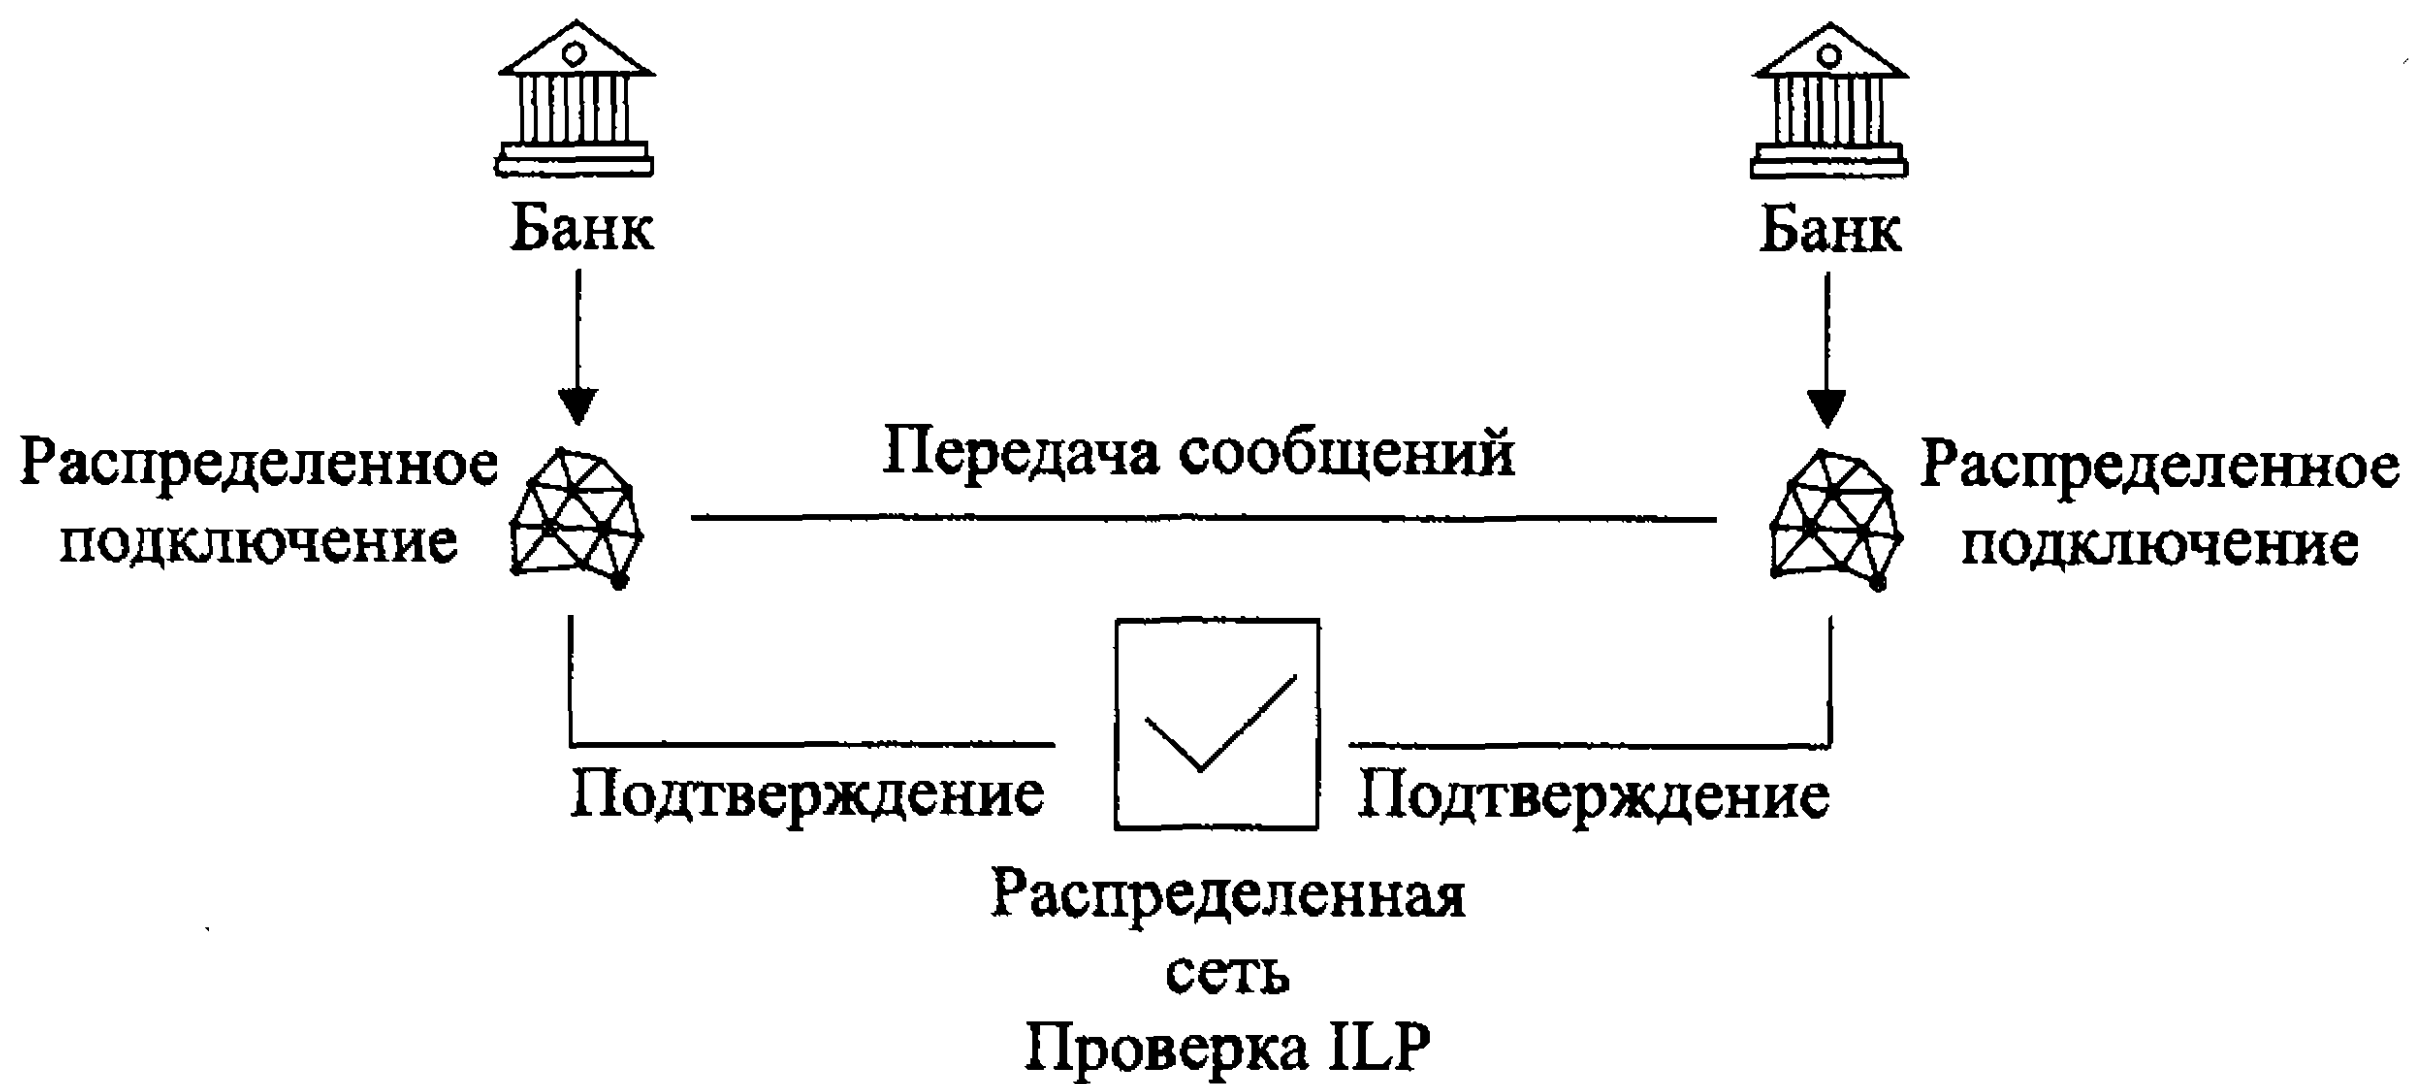 Банк
Банк
Распределенное
подключение
Передача сообщений
Распределенное
подключение
Подтверждение
Подтверждение
Распределенная
сеть
Проверка ILP